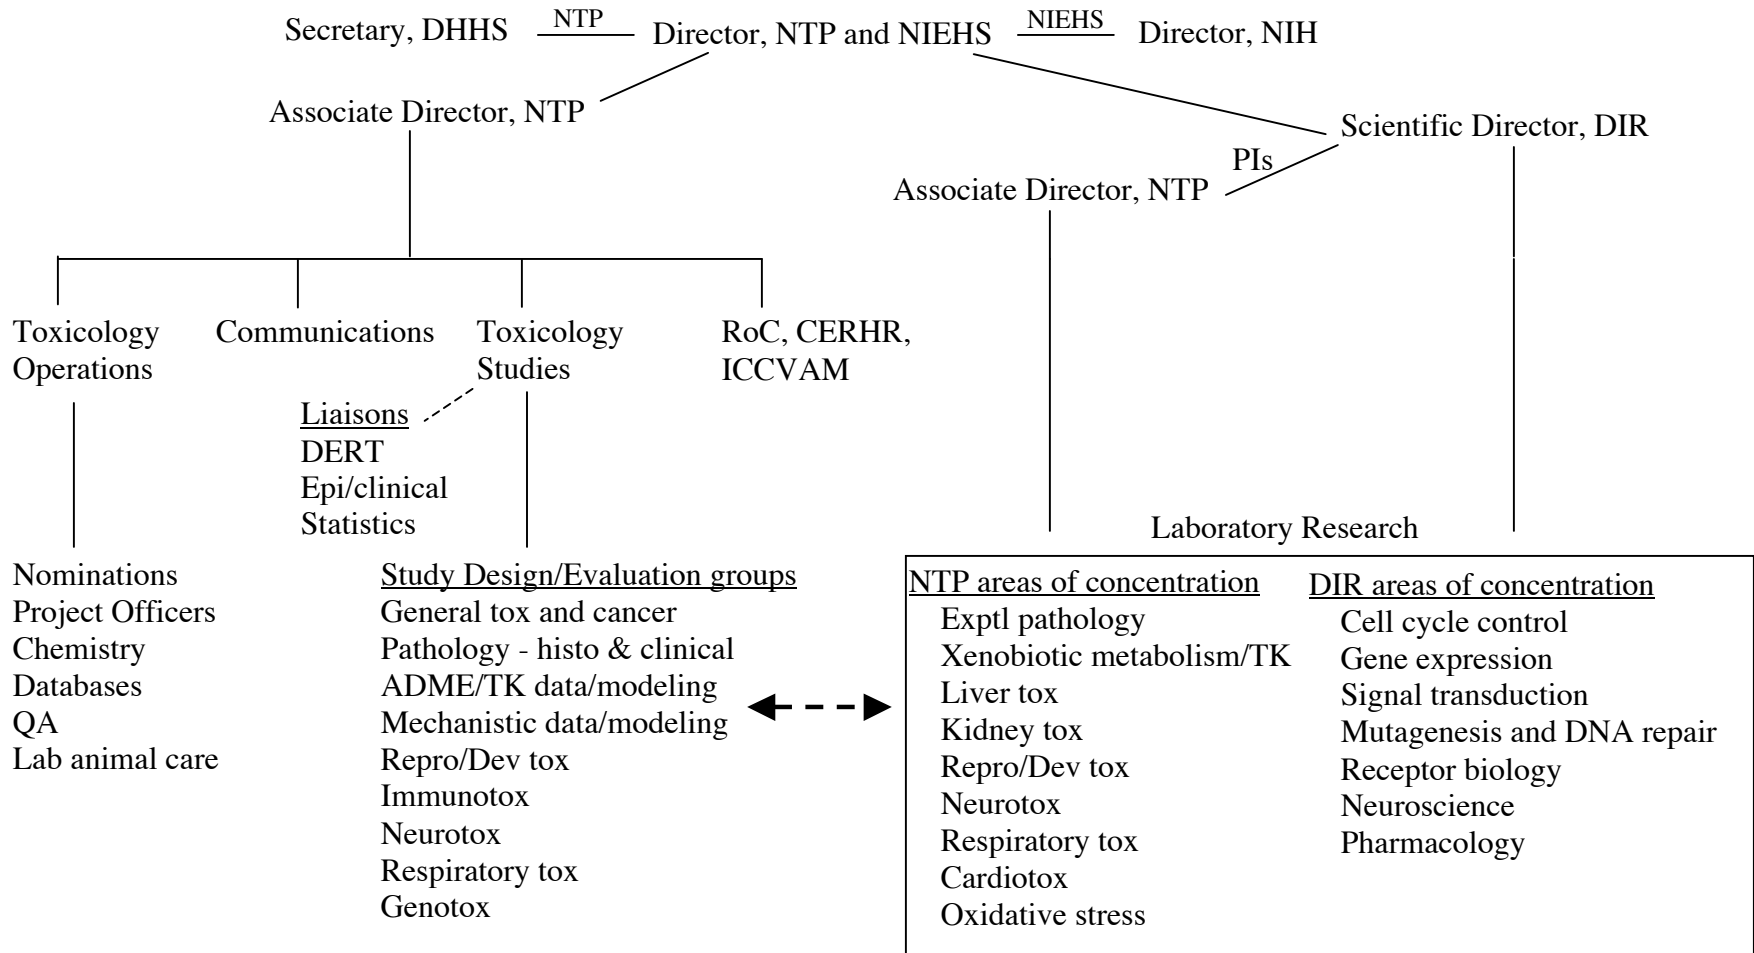 Secretary, DHHS
NTP
Director, NTP and NIEHS
NIEHS
Director, NIH
Associate Director, NTP
Scientific Director, DIR
PIs
Associate Director, NTP
Toxicology
Operations
Communications
Toxicology
Studies
RoC, CERHR,
ICCVAM
Liaisons
DERT
Epi/clinical
Statistics
Laboratory Research
Nominations
Project Officers
Chemistry
Databases
QA
Lab animal care
Study Design/Evaluation groups
General tox and cancer
Pathology - histo & clinical
ADME/TK data/modeling
Mechanistic data/modeling
Repro/Dev tox
Immunotox
Neurotox
Respiratory tox
Genotox
NTP areas of concentration
Exptl pathology
Xenobiotic metabolism/TK
Liver tox
Kidney tox
Repro/Dev tox
Neurotox
Respiratory tox
Cardiotox
Oxidative stress
DIR areas of concentration
Cell cycle control
Gene expression
Signal transduction
Mutagenesis and DNA repair
Receptor biology
Neuroscience
Pharmacology